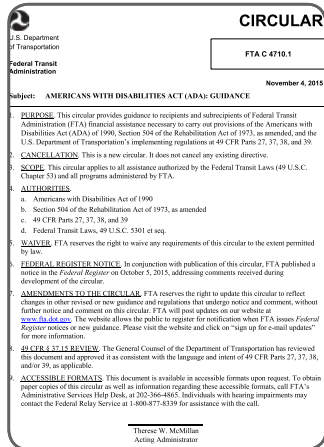 CIRCULAR
U.S. Department
of Transportation
Federal Transit
Administration
FTA C 4710.1
November 4, 2015
Subject: AMERICANS WITH DISABILITIES ACT (ADA): GUIDANCE
1. PURPOSE. This circular provides guidance to recipients and subrecipients of Federal Transit
Administration (FTA) financial assistance necessary to carry out provisions of the Americans with
Disabilities Act (ADA) of 1990, Section 504 of the Rehabilitation Act of 1973, as amended, and the
U.S. Department of Transportation's implementing regulations at 49 CFR Parts 27, 37, 38, and 39.
2. CANCELLATION. This is a new circular. It does not cancel any existing directive.
3. SCOPE. This circular applies to all assistance authorized by the Federal Transit Laws (49 U.S.C.
Chapter 53) and all programs administered by FTA.
4. AUTHORITIES.
a. Americans with Disabilities Act of 1990
b. Section 504 of the Rehabilitation Act of 1973, as amended
c. 49 CFR Parts 27, 37, 38, and 39
d. Federal Transit Laws, 49 U.S.C. 5301 et seq.
5. WAIVER. FTA reserves the right to waive any requirements of this circular to the extent permitted
by law.
6. FEDERAL REGISTER NOTICE. In conjunction with publication of this circular, FTA published a
notice in the Federal Register on October 5, 2015, addressing comments received during
development of the circular.
7. AMENDMENTS TO THE CIRCULAR. FTA reserves the right to update this circular to reflect
changes in other revised or new guidance and regulations that undergo notice and comment, without
further notice and comment on this circular. FTA will post updates on our website at
www.fta.dot.gov. The website allows the public to register for notification when FTA issues Federal
Register notices or new guidance. Please visit the website and click on "sign up for e-mail updates"
for more information.
8. 49 CFR § 37.15 REVIEW. The General Counsel of the Department of Transportation has reviewed
this document and approved it as consistent with the language and intent of 49 CFR Parts 27, 37, 38,
and/or 39, as applicable.
9. ACCESSIBLE FORMATS. This document is available in accessible formats upon request. To obtain
paper copies of this circular as well as information regarding these accessible formats, call FTA's
Administrative Services Help Desk, at 202-366-4865. Individuals with hearing impairments may
contact the Federal Relay Service at 1-800-877-8339 for assistance with the call.
Therese W. McMillan
Acting Administrator